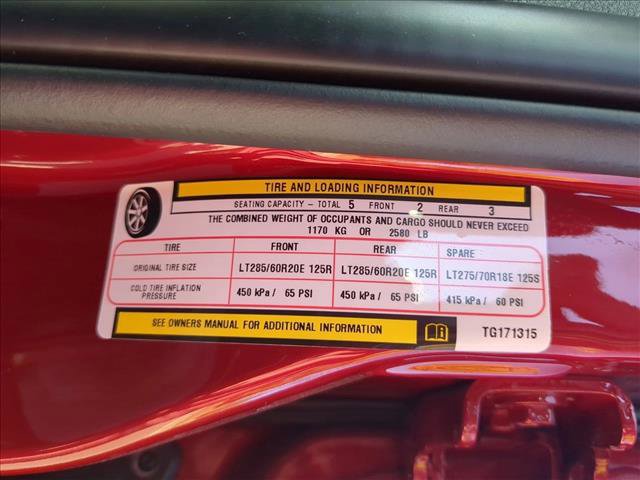 TIRE AND LOADING INFORMATION
SEATING CAPACITY - TOTAL 5 FRONT 2 REAR 3
THE COMBINED WEIGHT OF OCCUPANTS AND CARGO SHOULD NEVER EXCEED
1170 KG OR 2580 LB
TIRE FRONT REAR SPARE
ORIGINAL TIRE SIZE LT285/60R20E 125R LT285/60R20E 125R LT275/70R18E 125S
COLD TIRE INFLATION PRESSURE 450 kPa / 65 PSI 450 kPa / 65 PSI 415 kPa / 60 PSI
SEE OWNERS MANUAL FOR ADDITIONAL INFORMATION
TG171315